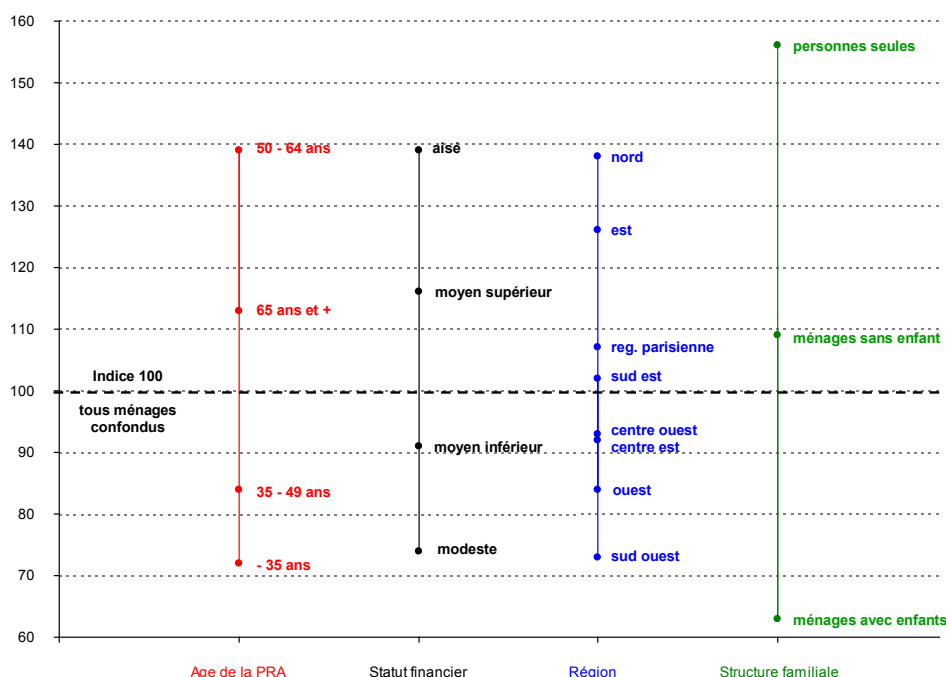 160
150
140
130
120
110
100
90
80
70
60
Indice 100
tous ménages
confondus
50 - 64 ans
65 ans et +
35 - 49 ans
- 35 ans
aisé
moyen supérieur
moyen inférieur
modeste
nord
est
reg. parisienne
sud est
centre ouest
centre est
ouest
sud ouest
personnes seules
ménages sans enfant
ménages avec enfants
Age de la PRA
Statut financier
Région
Structure familiale